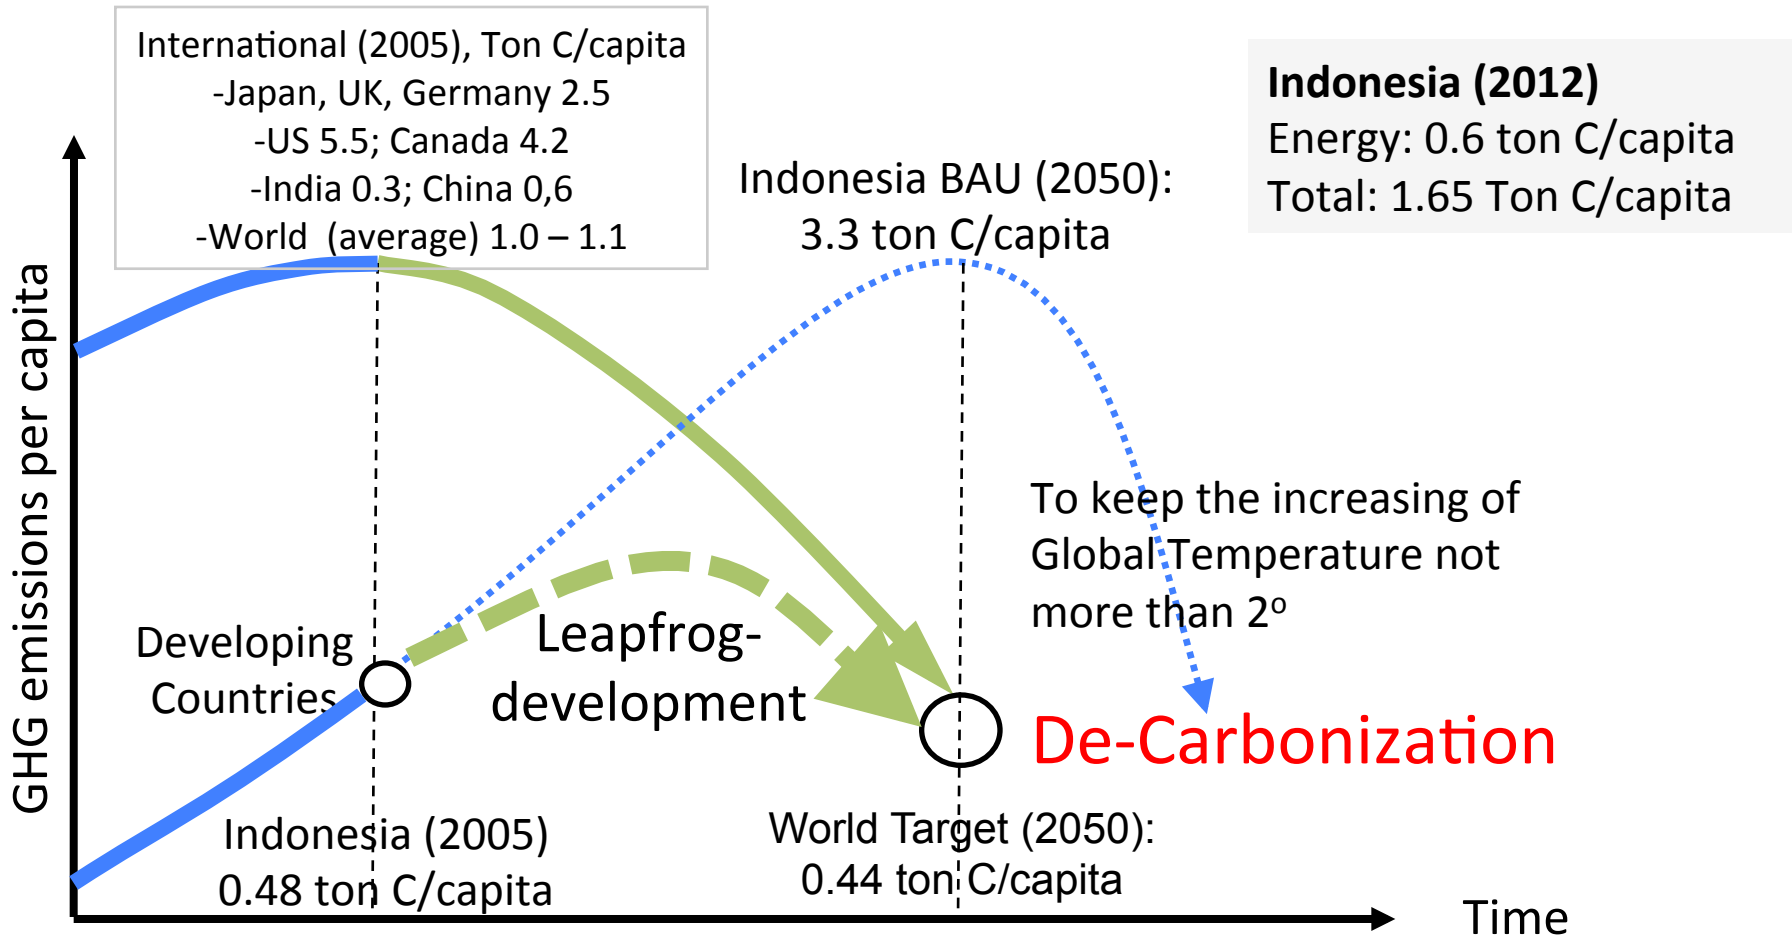 International (2005), Ton C/capita
-Japan, UK, Germany 2.5
-US 5.5; Canada 4.2
-India 0.3; China 0,6
-World (average) 1.0 – 1.1
Indonesia (2012)
Energy: 0.6 ton C/capita
Total: 1.65 Ton C/capita
Indonesia BAU (2050):
3.3 ton C/capita
GHG emissions per capita
To keep the increasing of
Global Temperature not
more than 2º
Developing
Countries
Leapfrog-
development
De-Carbonization
Indonesia (2005)
0.48 ton C/capita
World Target (2050):
0.44 ton C/capita
Time